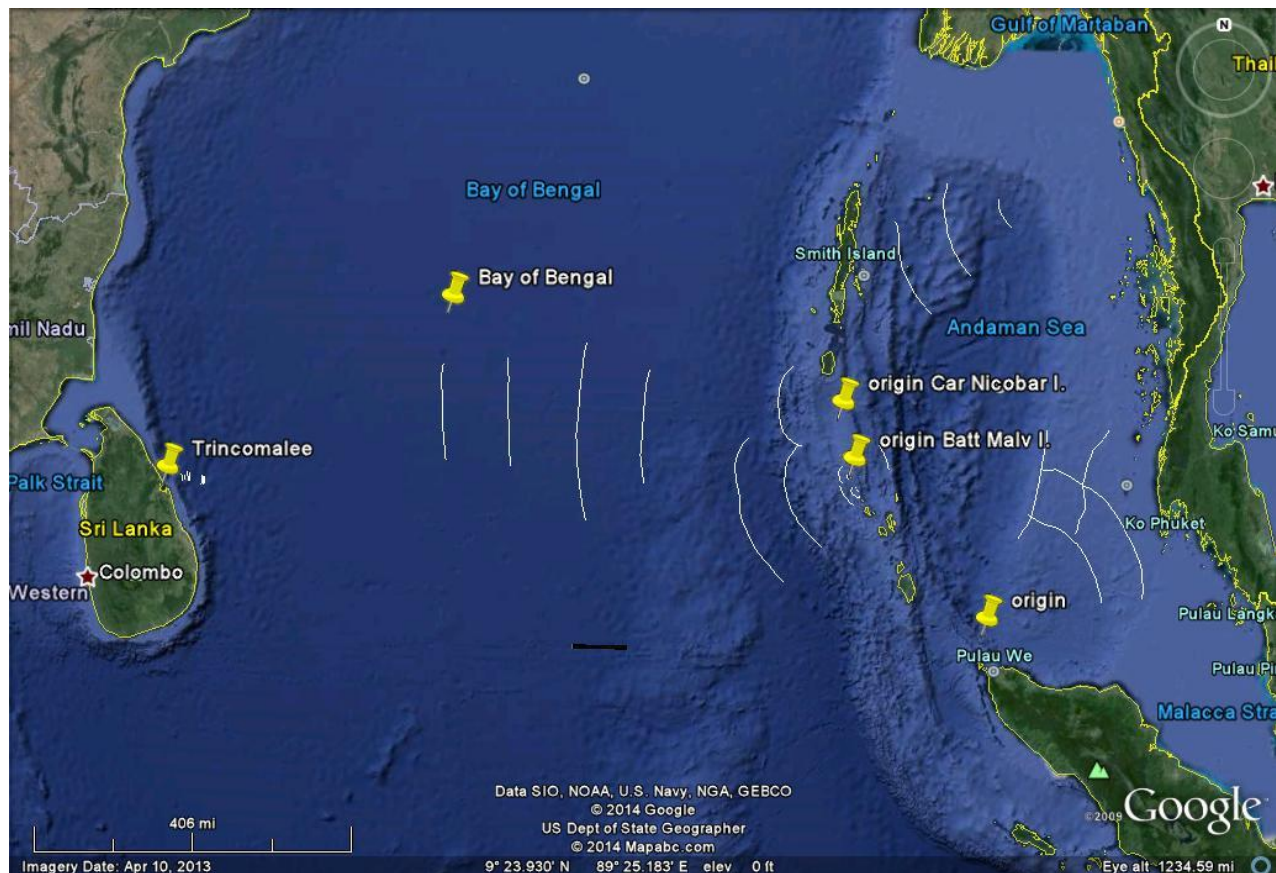 Gulf of Martaban
N
Thail
Bay of Bengal
Smith Island
Bay of Bengal
mil Nadu
Andaman Sea
origin Car Nicobar I.
Ko Samu
origin Batt Malv I.
Trincomalee
Palk Strait
Ko Phuket
Sri Lanka
Colombo
Western
origin
Pulau Langk
Pulau We
Pulau Pin
Malacca Stra
Data SIO, NOAA, U.S. Navy, NGA, GEBCO
© 2014 Google
US Dept of State Geographer
© 2014 Mapabc.com
©2009
Google
406 mi
Imagery Date: Apr 10, 2013
9° 23.930' N 89° 25.183' E elev 0 ft
Eye alt 1234.59 mi